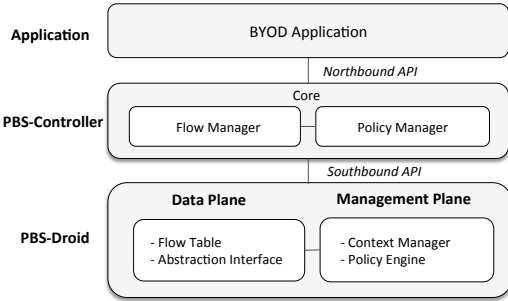 Application
BYOD Application
Northbound API
PBS-Controller
Core
Flow Manager
Policy Manager
Southbound API
PBS-Droid
Data Plane
Management Plane
- Flow Table
- Abstraction Interface
- Context Manager
- Policy Engine